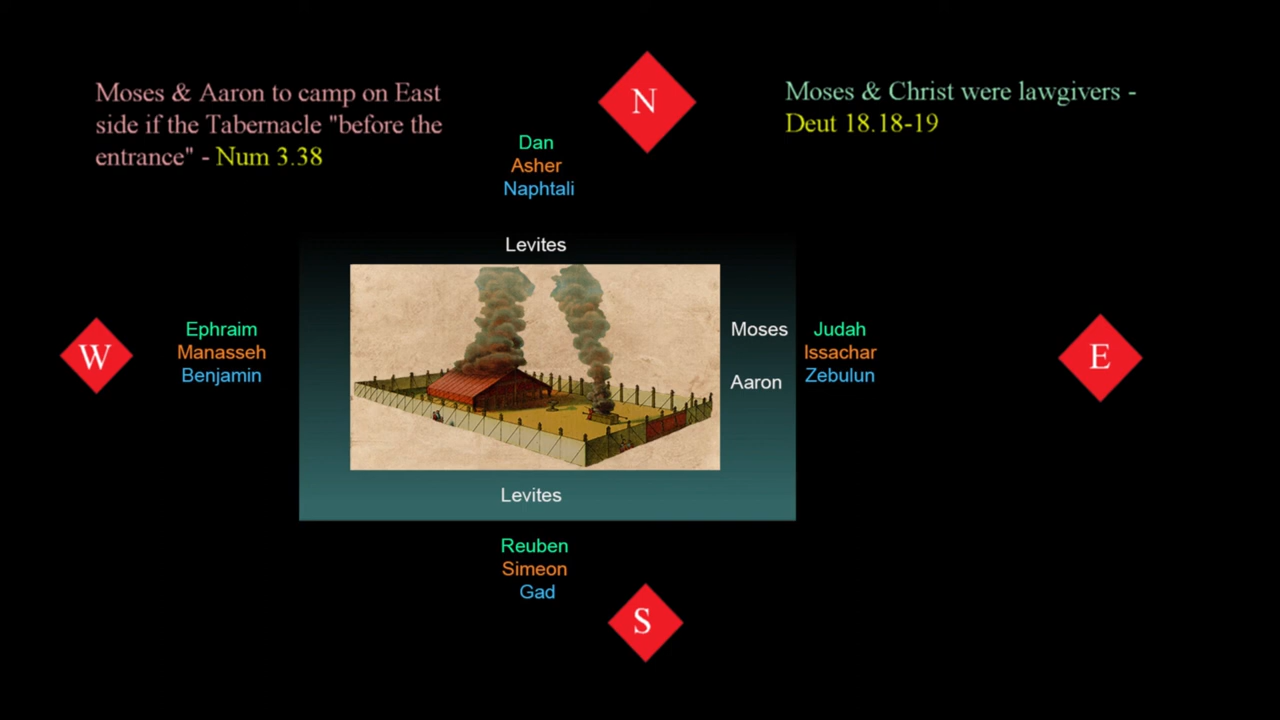 Moses & Aaron to camp on East
side if the Tabernacle "before the
entrance" - Num 3.38
N
Moses & Christ were lawgivers -
Deut 18.18-19
Dan
Asher
Naphtali
Levites
W
Ephraim
Manasseh
Benjamin
Moses
Aaron
Judah
Issachar
Zebulun
E
Levites
Reuben
Simeon
Gad
S